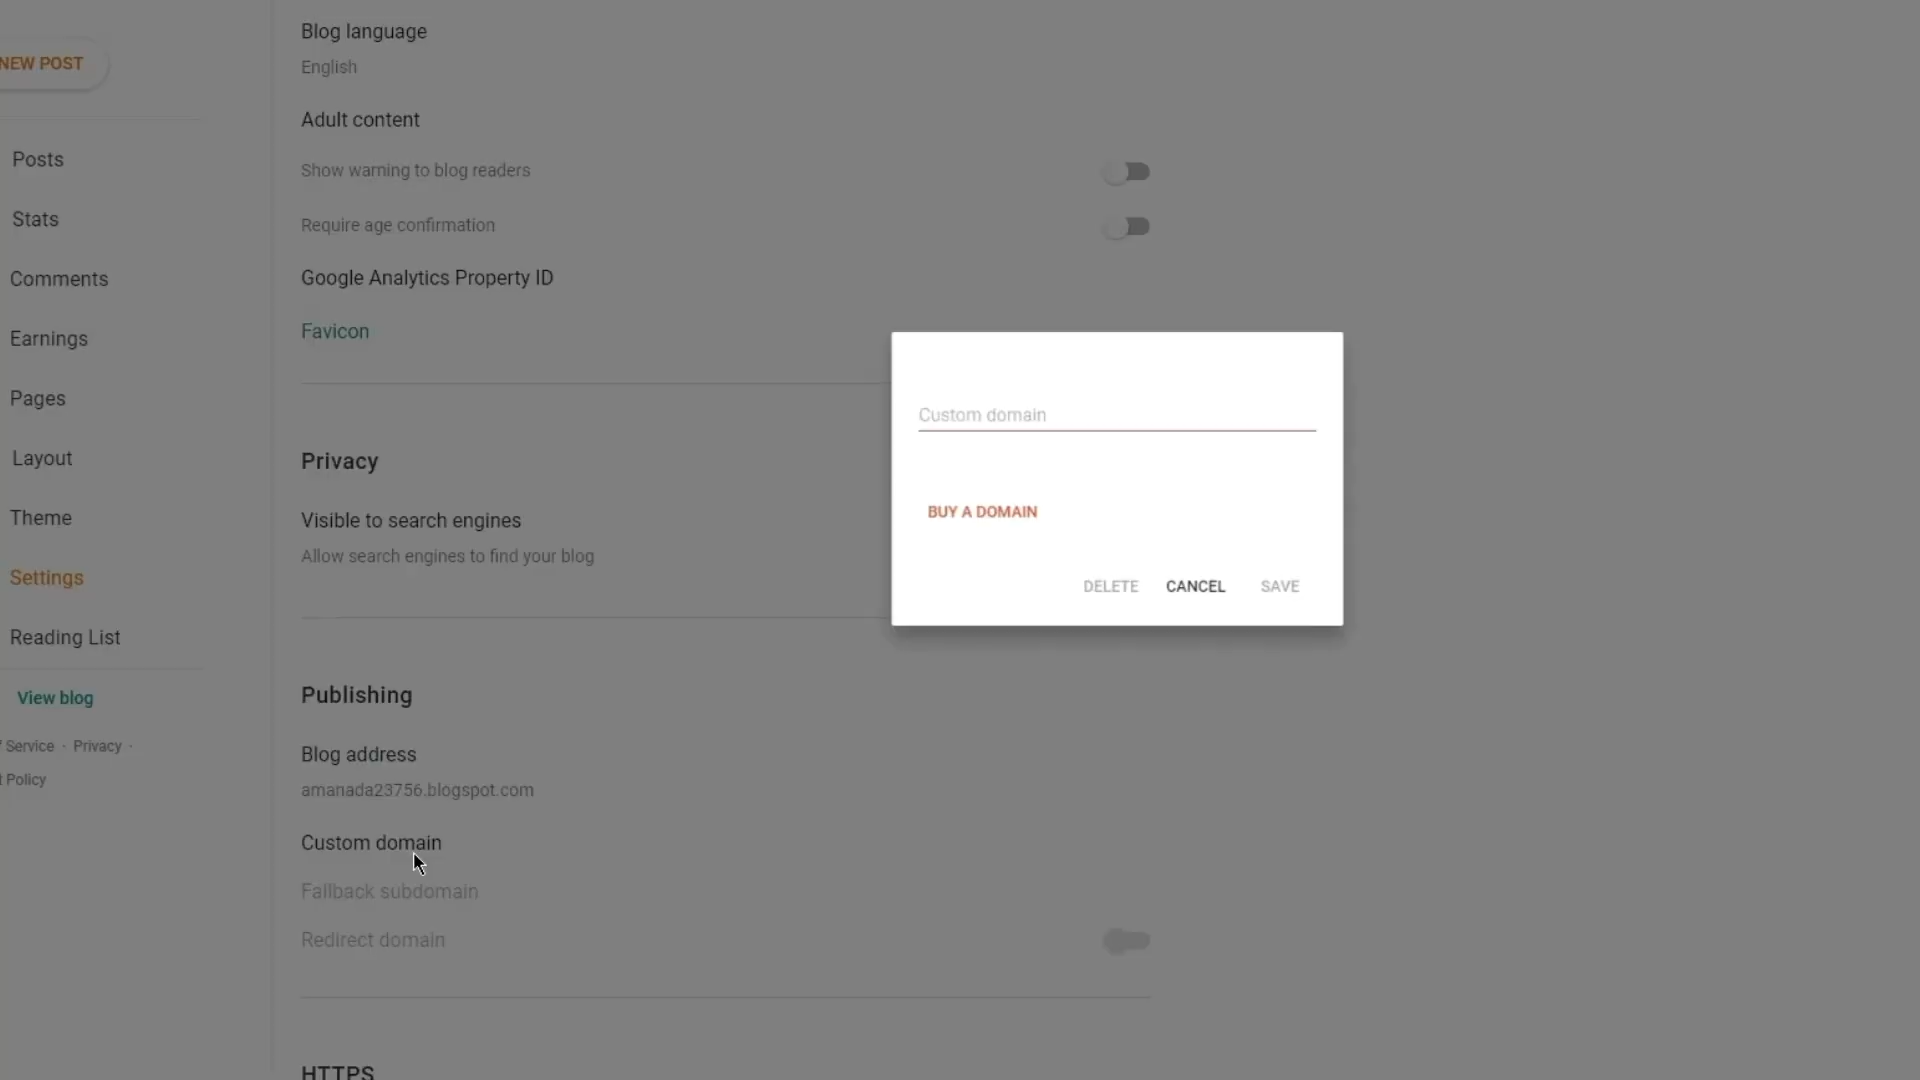 NEW POST
Posts
Stats
Comments
Earnings
Pages
Layout
Theme
Settings
Reading List
View blog
Service · Privacy ·
Policy
Blog language
English
Adult content
Show warning to blog readers
Require age confirmation
Google Analytics Property ID
Favicon
Privacy
Visible to search engines
Allow search engines to find your blog
Publishing
Blog address
amanada23756.blogspot.com
Custom domain
Fallback subdomain
Redirect domain
HTTPS
Custom domain
BUY A DOMAIN
DELETE CANCEL SAVE